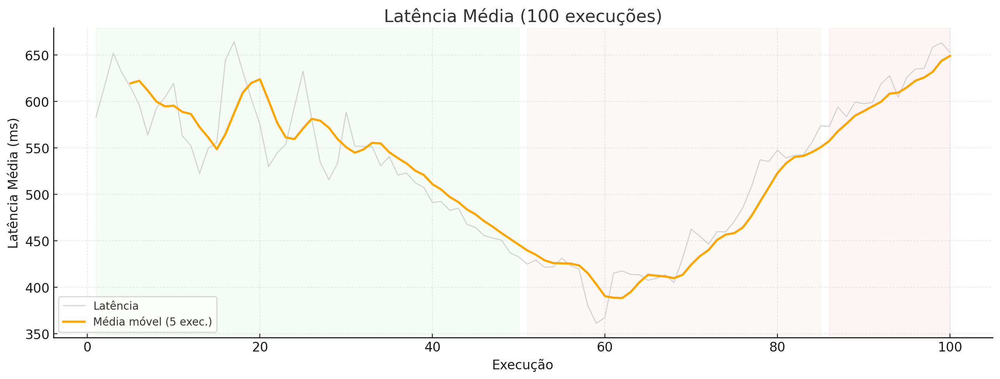 Latência Média (100 execuções)
Latência Média (ms)
650
600
550
500
450
400
350
Latência
Média móvel (5 exec.)
0 20 40 60 80 100
Execução